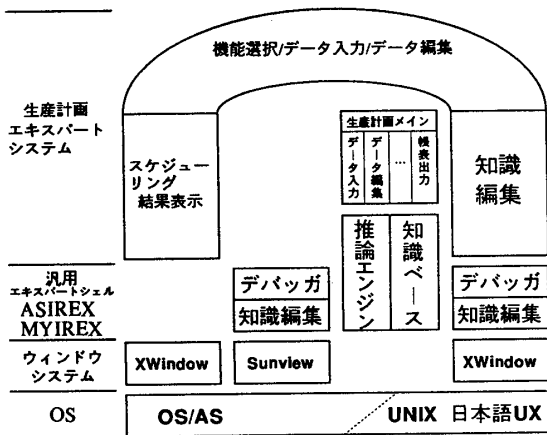 機能選択/データ入力/データ編集
生産計画
エキスパート
システム
スケジュー
リング
結果表示
生産計画メイン
データ入力
データ編集
…
帳表出力
知識
編集
推論エンジン
知識ベース
汎用
エキスパートシェル
ASIREX
MYIREX
デバッガ
知識編集
デバッガ
知識編集
ウィンドウ
システム
XWindow
Sunview
XWindow
OS
OS/AS
UNIX 日本語UX